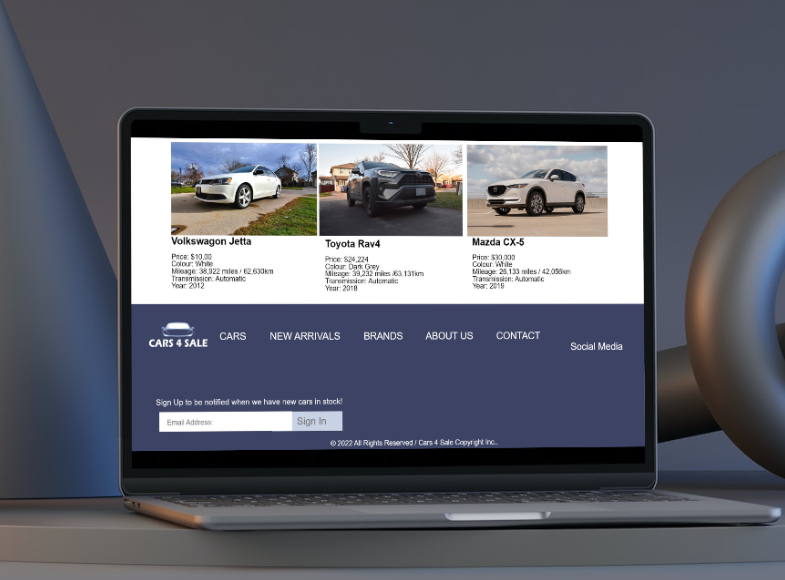 Volkswagon Jetta
Price: $10,00
Colour: White
Mileage: 38,922 miles / 62,630km
Transmission: Automatic
Year: 2012
Toyota Rav4
Price: $24,224
Colour: Dark Grey
Mileage: 39,232 miles /63,131km
Transmission: Automatic
Year: 2018
Mazda CX-5
Price: $30,000
Colour: White
Mileage: 26,133 miles / 42,056km
Transmission: Automatic
Year: 2019
CARS 4 SALE
CARS NEW ARRIVALS BRANDS ABOUT US CONTACT
Social Media
Sign Up to be notified when we have new cars in stock!
Email Address: Sign In
© 2022 All Rights Reserved / Cars 4 Sale Copyright Inc..